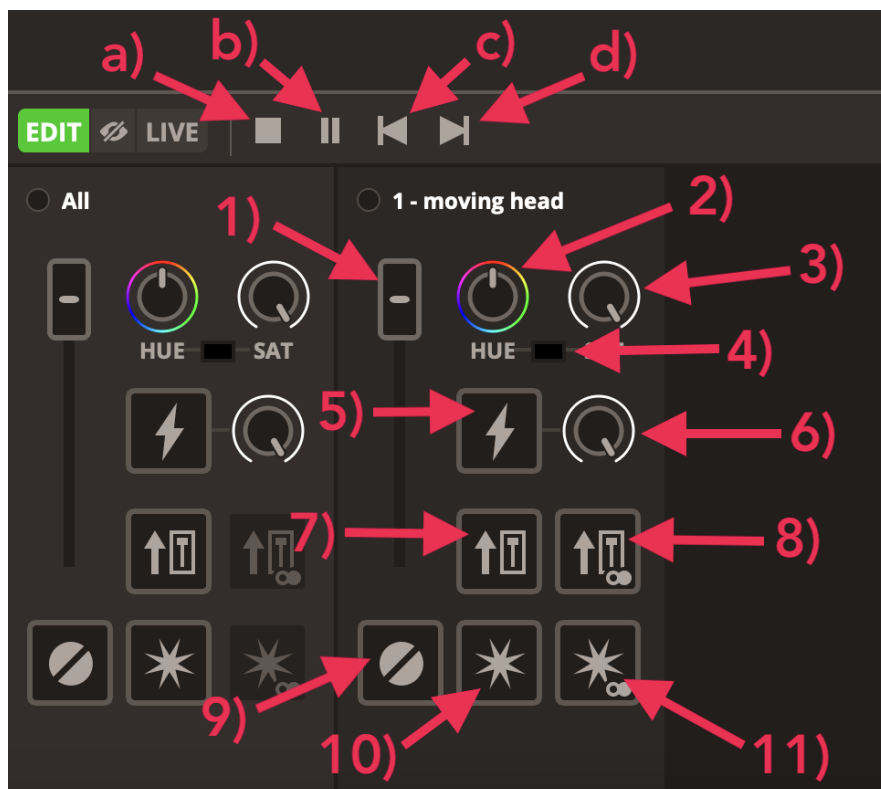 a) b) c) d)
EDIT LIVE
All 1 - moving head
1) 2)
3)
HUE SAT HUE 4)
5) 6)
7) 8)
9) 10) 11)